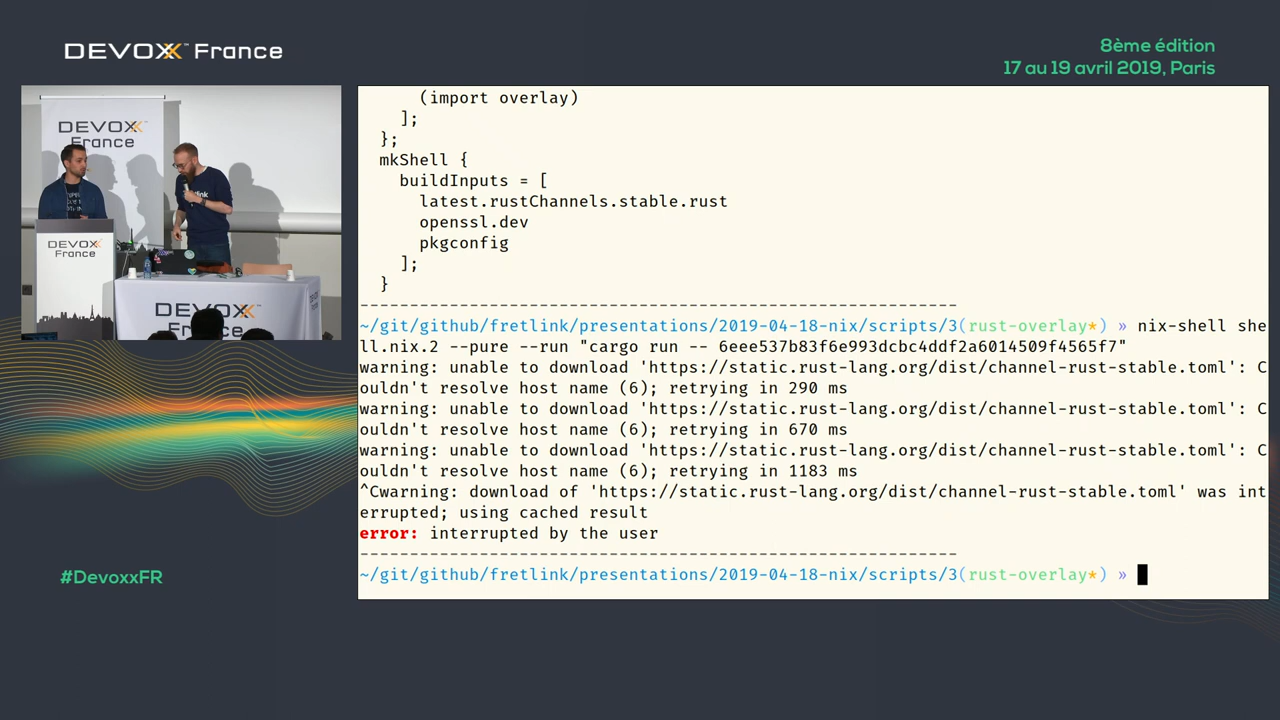 DEVOXX™ France
8ème édition
17 au 19 avril 2019, Paris
DEVOXX™
France
DEVOXX
France
DEVOXX™
France
#DevoxxFR
(import overlay)
];
};
mkShell {
buildInputs = [
latest.rustChannels.stable.rust
openssl.dev
pkgconfig
];
}
---------------------------------------------------------
~/git/github/fretlink/presentations/2019-04-18-nix/scripts/3(rust-overlay*) » nix-shell she
ll.nix.2 --pure --run "cargo run -- 6eee537b83f6e993dcbc4ddf2a6014509f4565f7"
warning: unable to download 'https://static.rust-lang.org/dist/channel-rust-stable.toml': C
ouldn't resolve host name (6); retrying in 290 ms
warning: unable to download 'https://static.rust-lang.org/dist/channel-rust-stable.toml': C
ouldn't resolve host name (6); retrying in 670 ms
warning: unable to download 'https://static.rust-lang.org/dist/channel-rust-stable.toml': C
ouldn't resolve host name (6); retrying in 1183 ms
^Cwarning: download of 'https://static.rust-lang.org/dist/channel-rust-stable.toml' was int
errupted; using cached result
error: interrupted by the user
---------------------------------------------------------
~/git/github/fretlink/presentations/2019-04-18-nix/scripts/3(rust-overlay*) »